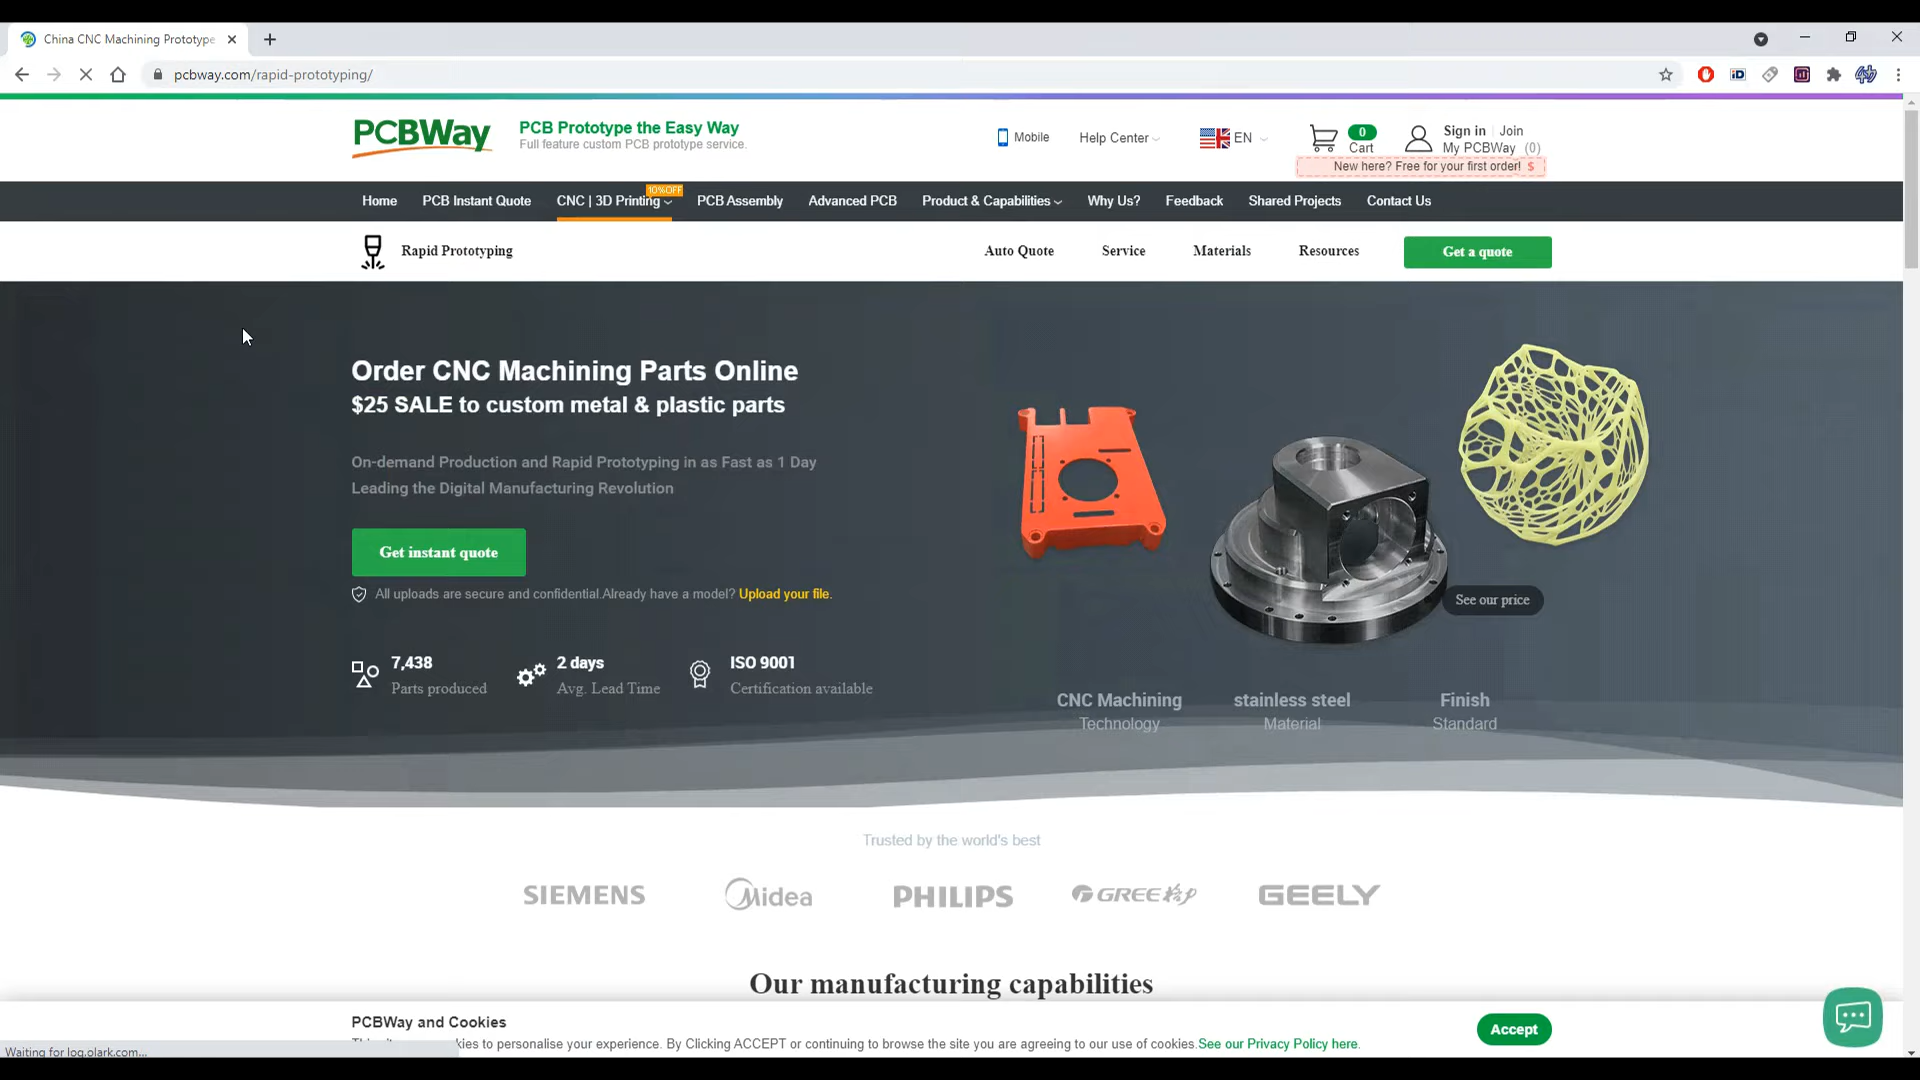 China CNC Machining Prototype
pcbway.com/rapid-prototyping/
PCBWay
PCB Prototype the Easy Way
Full feature custom PCB prototype service.
Mobile
Help Center
EN
0
Cart
Sign in | Join
My PCBWay (0)
New here? Free for your first order! $
10%OFF
Home PCB Instant Quote CNC | 3D Printing PCB Assembly Advanced PCB Product & Capabilities Why Us? Feedback Shared Projects Contact Us
Rapid Prototyping Auto Quote Service Materials Resources Get a quote
Order CNC Machining Parts Online
$25 SALE to custom metal & plastic parts
On-demand Production and Rapid Prototyping in as Fast as 1 Day
Leading the Digital Manufacturing Revolution
Get instant quote
All uploads are secure and confidential.Already have a model? Upload your file.
See our price
7,438 2 days ISO 9001
Parts produced Avg. Lead Time Certification available
CNC Machining stainless steel Finish
Technology Material Standard
Trusted by the world's best
SIEMENS Midea PHILIPS GREE格力 GEELY
Our manufacturing capabilities
PCBWay and Cookies
kies to personalise your experience. By Clicking ACCEPT or continuing to browse the site you are agreeing to our use of cookies.See our Privacy Policy here.
Accept
Waiting for log.olark.com...